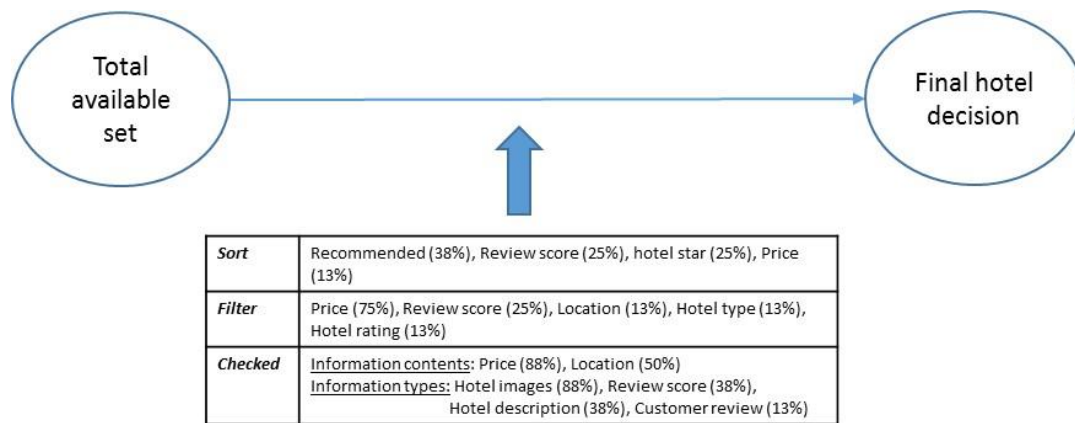 Total
available
set
Final hotel
decision
Sort
Recommended (38%), Review score (25%), hotel star (25%), Price
(13%)
Filter
Price (75%), Review score (25%), Location (13%), Hotel type (13%),
Hotel rating (13%)
Checked
Information contents: Price (88%), Location (50%)
Information types: Hotel images (88%), Review score (38%),
Hotel description (38%), Customer review (13%)